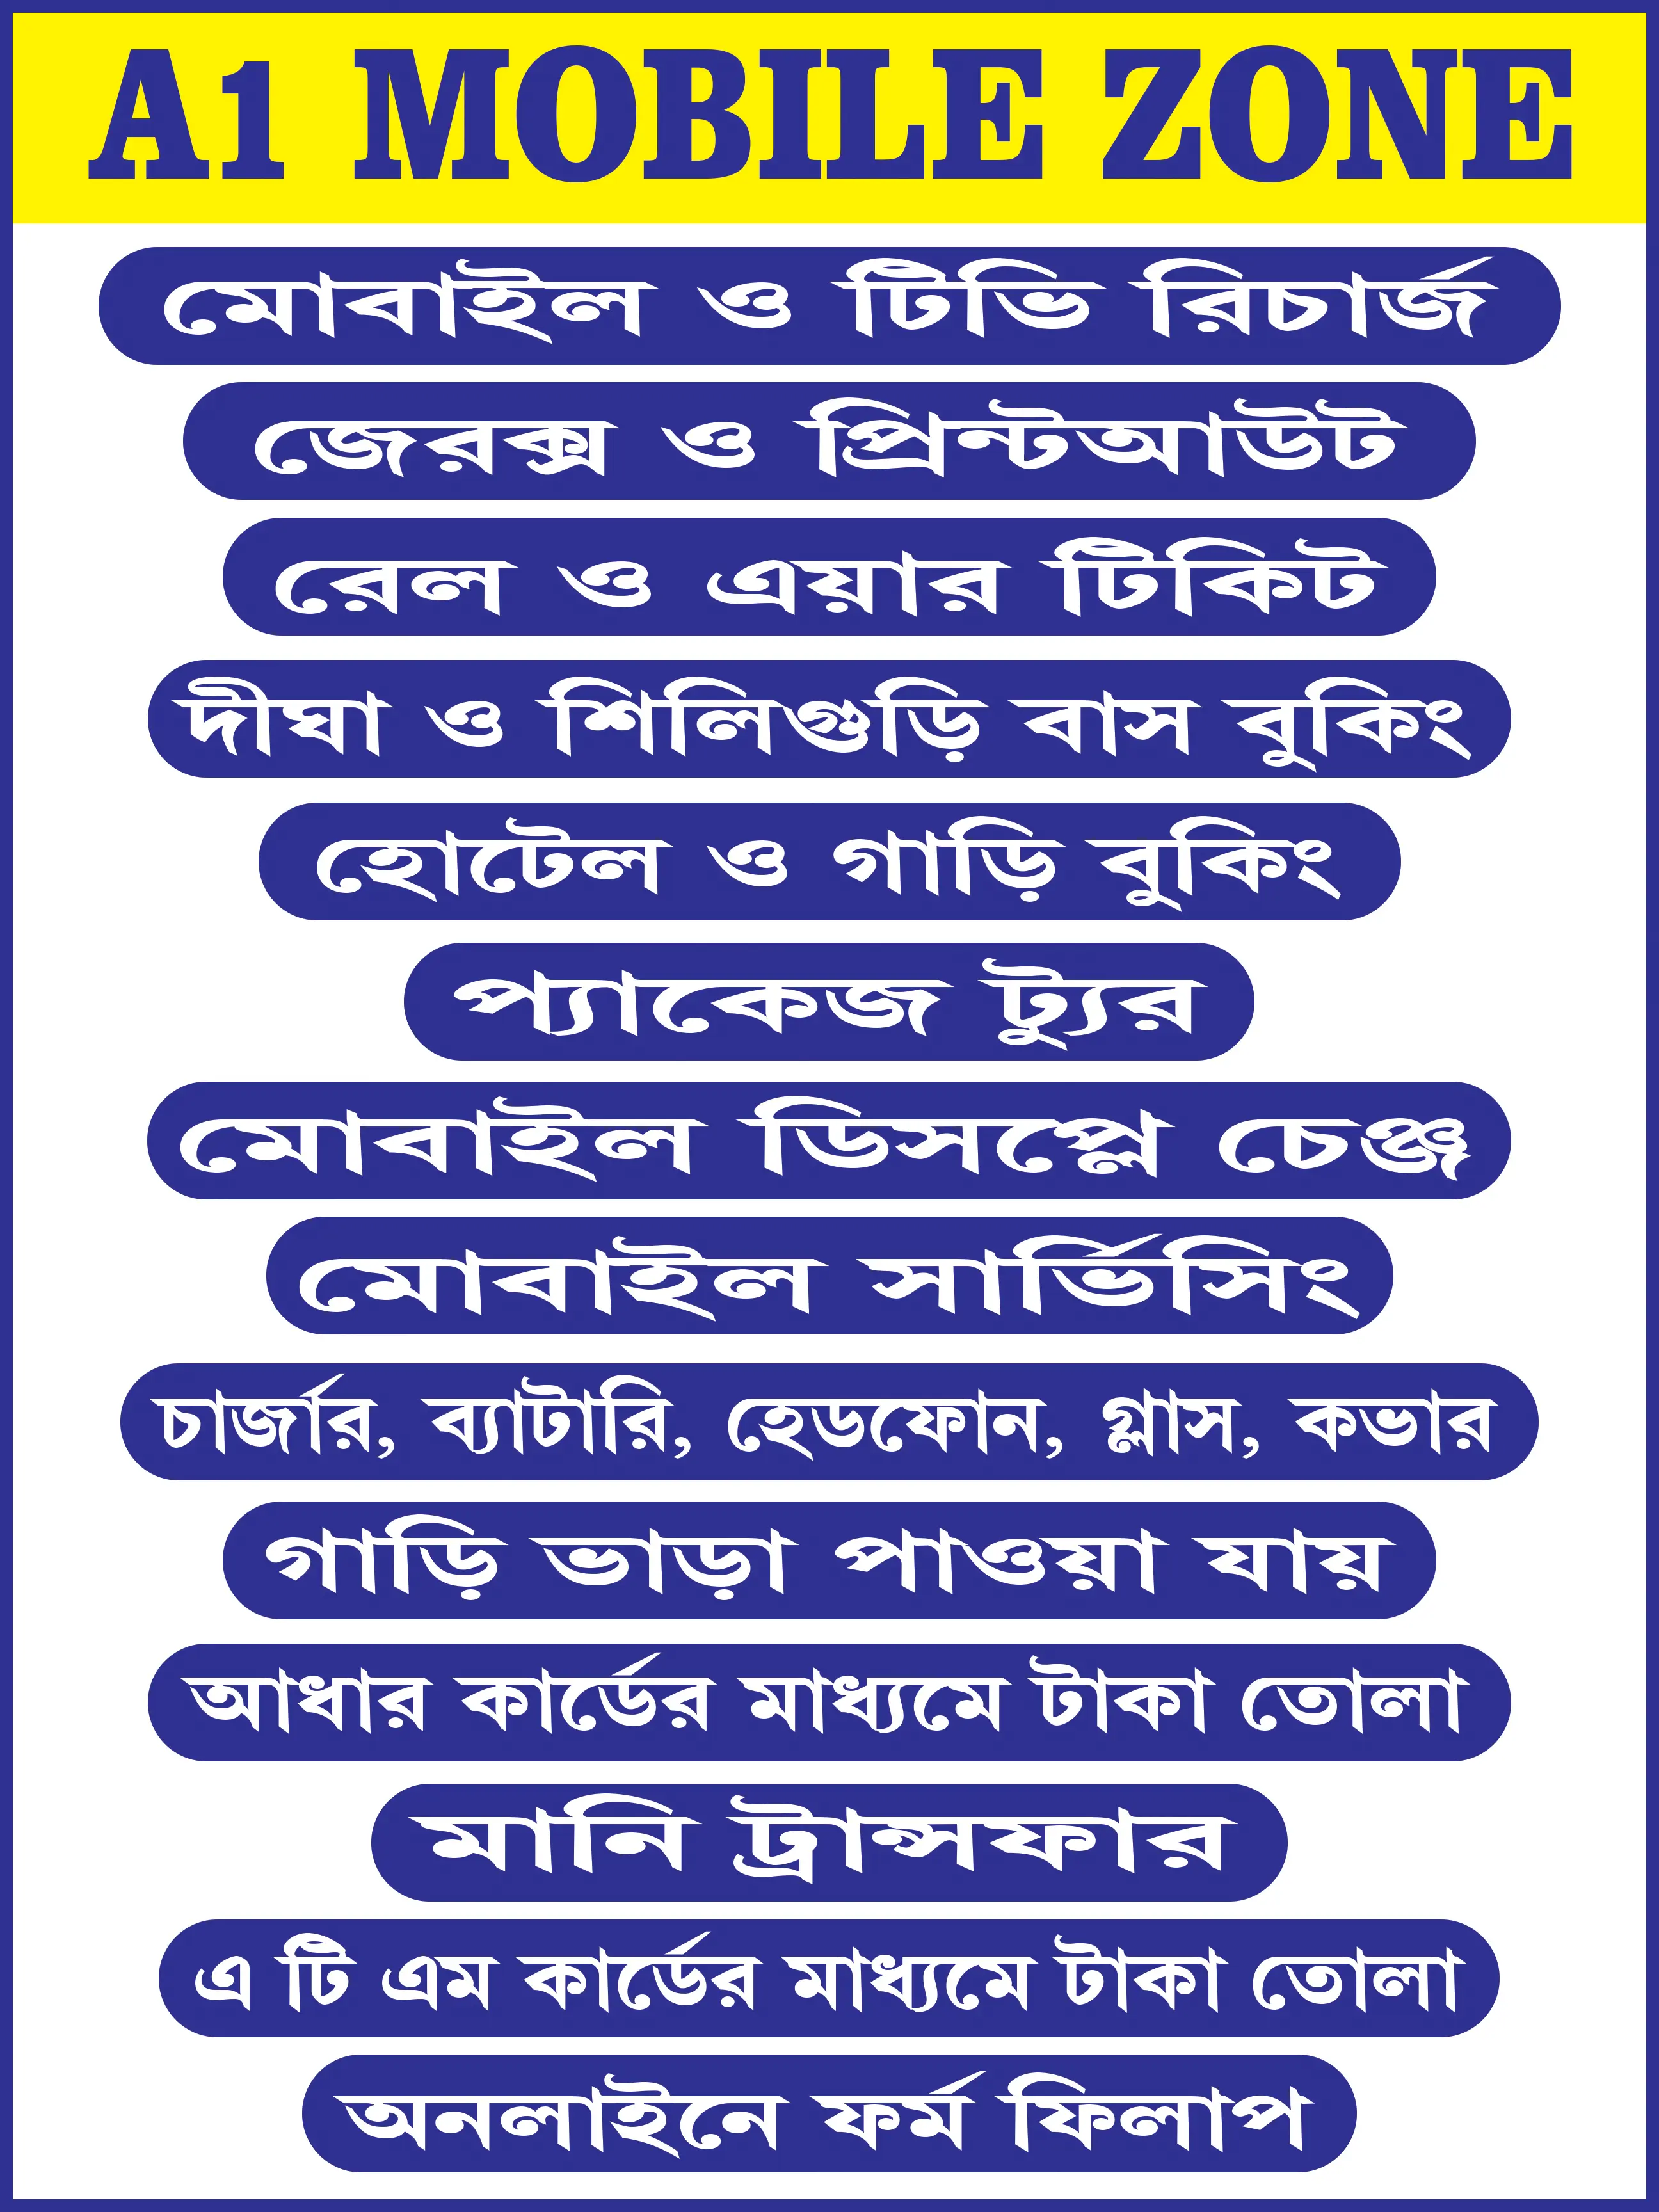 A1 MOBILE ZONE
মোবাইল ও টিভি রিচার্জ
জেরক্স ও প্রিন্টআউট
রেল ও এয়ার টিকিট
দীঘা ও শিলিগুড়ি বাস বুকিং
হোটেল ও গাড়ি বুকিং
প্যাকেজ ট্যুর
মোবাইল ডিসপ্লে চেঞ্জ
মোবাইল সার্ভিসিং
চার্জার, ব্যাটারি, হেডফোন, গ্লাস, কভার
গাড়ি ভাড়া পাওয়া যায়
আধার কার্ডের মাধ্যমে টাকা তোলা
মানি ট্রান্সফার
এ টি এম কার্ডের মাধ্যমে টাকা তোলা
অনলাইনে ফর্ম ফিলাপ